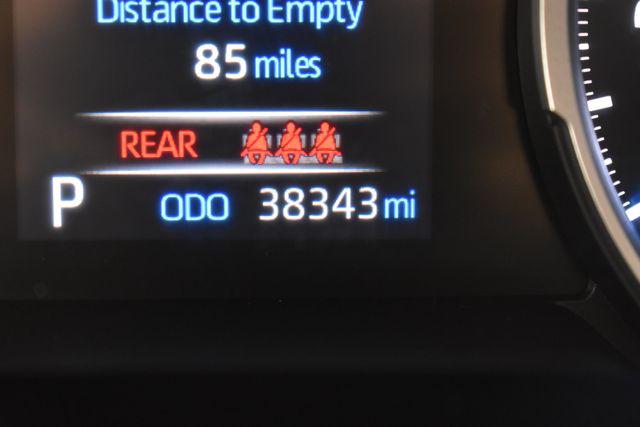 Distance to Empty
85 miles
REAR
P ODO 38343 mi